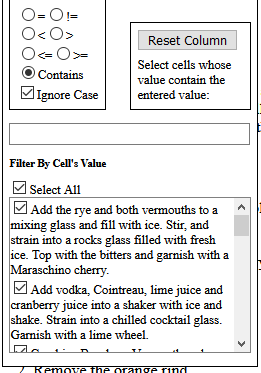 = !=
< >
<= >=
Contains
Ignore Case
Reset Column
Select cells whose
value contain the
entered value:
Filter By Cell's Value
Select All
Add the rye and both vermouths to a
mixing glass and fill with ice. Stir, and
strain into a rocks glass filled with fresh
ice. Top with the bitters and garnish with a
Maraschino cherry.
Add vodka, Cointreau, lime juice and
cranberry juice into a shaker with ice and
shake. Strain into a chilled cocktail glass.
Garnish with a lime wheel.
2. Remove the orange rind